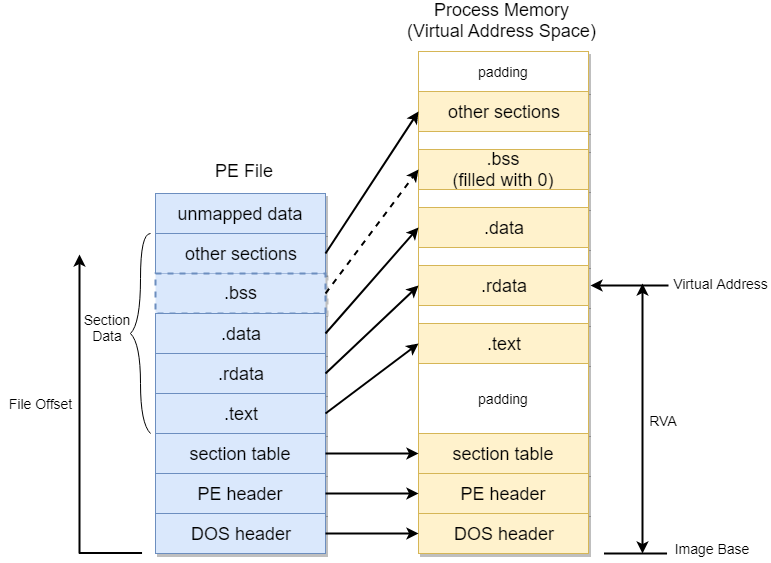 Process Memory
(Virtual Address Space)
padding
other sections
.bss
(filled with 0)
.data
.rdata
.text
padding
section table
PE header
DOS header
PE File
unmapped data
other sections
.bss
.data
.rdata
.text
section table
PE header
DOS header
Section
Data
File Offset
Virtual Address
RVA
Image Base